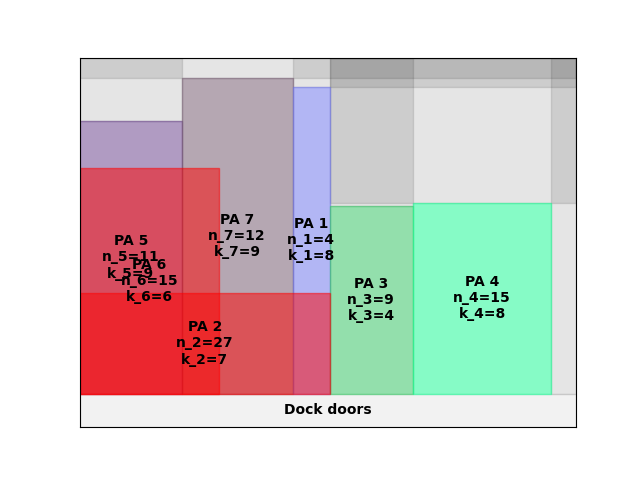 PA 7
n_7=12
k_7=9
PA 1
n_1=4
k_1=8
PA 5
n_5=11
k_5=9
PA 6
n_6=15
k_6=6
PA 3
n_3=9
k_3=4
PA 4
n_4=15
k_4=8
PA 2
n_2=27
k_2=7
Dock doors